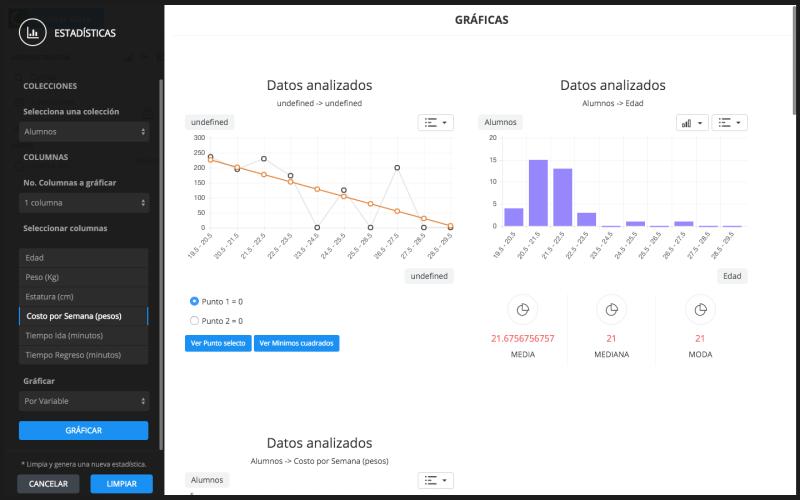 ESTADÍSTICAS
COLECCIONES
Selecciona una colección
Alumnos
COLUMNAS
No. Columnas a gráficar
1 columna
Seleccionar columnas
Edad
Peso (Kg)
Estatura (cm)
Costo por Semana (pesos)
Tiempo Ida (minutos)
Tiempo Regreso (minutos)
Gráficar
Por Variable
GRÁFICAR
* Limpia y genera una nueva estadística.
CANCELAR LIMPIAR
GRÁFICAS
Datos analizados
undefined -> undefined
undefined
300
250
200
150
100
50
0
19.5 - 20.5
20.5 - 21.5
21.5 - 22.5
22.5 - 23.5
23.5 - 24.5
24.5 - 25.5
25.5 - 26.5
26.5 - 27.5
27.5 - 28.5
28.5 - 29.5
undefined
Punto 1 = 0
Punto 2 = 0
Ver Punto selecto Ver Minimos cuadrados
Datos analizados
Alumnos -> Edad
Alumnos
20
15
10
5
0
19.5 - 20.5
20.5 - 21.5
21.5 - 22.5
22.5 - 23.5
23.5 - 24.5
24.5 - 25.5
25.5 - 26.5
26.5 - 27.5
27.5 - 28.5
28.5 - 29.5
Edad
21.6756756757 21 21
MEDIA MEDIANA MODA
Datos analizados
Alumnos -> Costo por Semana (pesos)
Alumnos